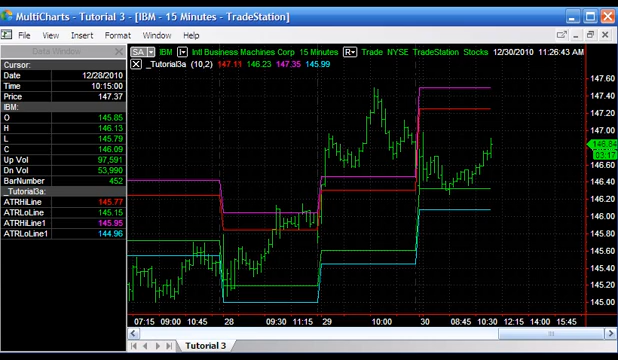 MultiCharts - Tutorial 3 - [IBM - 15 Minutes - TradeStation]
File View Insert Format Window Help
Data Window
SA IBM I Intl Business Machines Corp 15 Minutes R Trade NYSE TradeStation Stocks 12/30/2010 11:26:43 AM
_Tutorial3a (10,2) 147.11 146.23 147.35 145.99
Cursor:
Date 12/28/2010
Time 10:15:00
Price 147.37
IBM:
O 145.85
H 146.13
L 145.79
C 146.09
Up Vol 97,591
Dn Vol 53,990
BarNumber 452
_Tutorial3a:
ATRHiLine 145.77
ATRLoLine 145.15
ATRHiLine1 145.95
ATRLoLine1 144.96
147.60
147.40
147.20
147.00
146.84
03:17
146.60
146.40
146.20
146.00
145.80
145.60
145.40
145.20
145.00
07:15 09:00 10:45 28 09:30 11:15 29 10:00 30 08:45 10:30 12:15 14:00 15:45
Tutorial 3